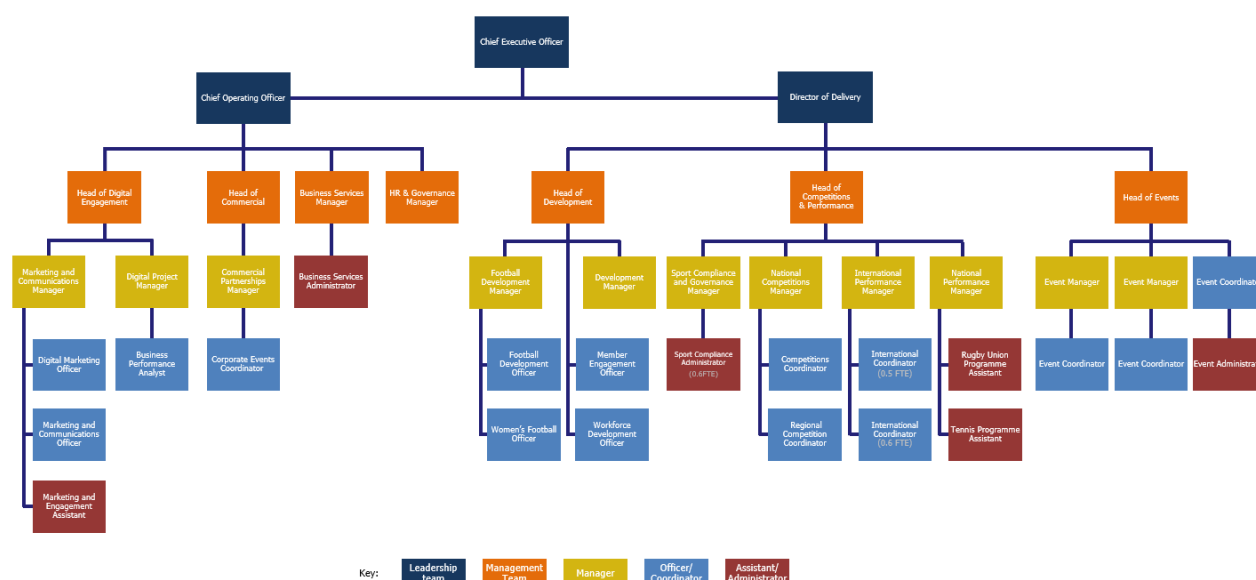 Chief Executive Officer
Chief Operating Officer
Director of Delivery
Head of Digital
Engagement
Head of
Commercial
Business Services
Manager
HR & Governance
Manager
Head of
Development
Head of
Competitions
& Performance
Head of Events
Marketing and
Communications
Manager
Digital Project
Manager
Commercial
Partnerships
Manager
Business Services
Administrator
Football
Development
Manager
Development
Manager
Sport Compliance
and Governance
Manager
National
Competitions
Manager
International
Performance
Manager
National
Performance
Manager
Event Manager
Event Manager
Event Coordinator
Digital Marketing
Officer
Business
Performance
Analyst
Corporate Events
Coordinator
Football
Development
Officer
Member
Engagement
Officer
Sport Compliance
Administrator
(0.6FTE)
Competitions
Coordinator
International
Coordinator
(0.5 FTE)
Rugby Union
Programme
Assistant
Event Coordinator
Event Coordinator
Event Administrator
Marketing and
Communications
Officer
Women's Football
Officer
Workforce
Development
Officer
Regional
Competition
Coordinator
International
Coordinator
(0.6 FTE)
Tennis Programme
Assistant
Marketing and
Engagement
Assistant
Key:
Leadership
team
Management
Team
Manager
Officer/
Coordinator
Assistant/
Administrator